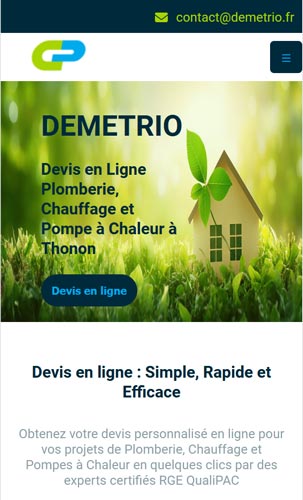 contact@demetrio.fr
DEMETRIO
Devis en Ligne
Plomberie,
Chauffage et
Pompe à Chaleur à
Thonon
Devis en ligne
Devis en ligne : Simple, Rapide et
Efficace
Obtenez votre devis personnalisé en ligne pour
vos projets de Plomberie, Chauffage et
Pompes à Chaleur en quelques clics par des
experts certifiés RGE QualiPAC